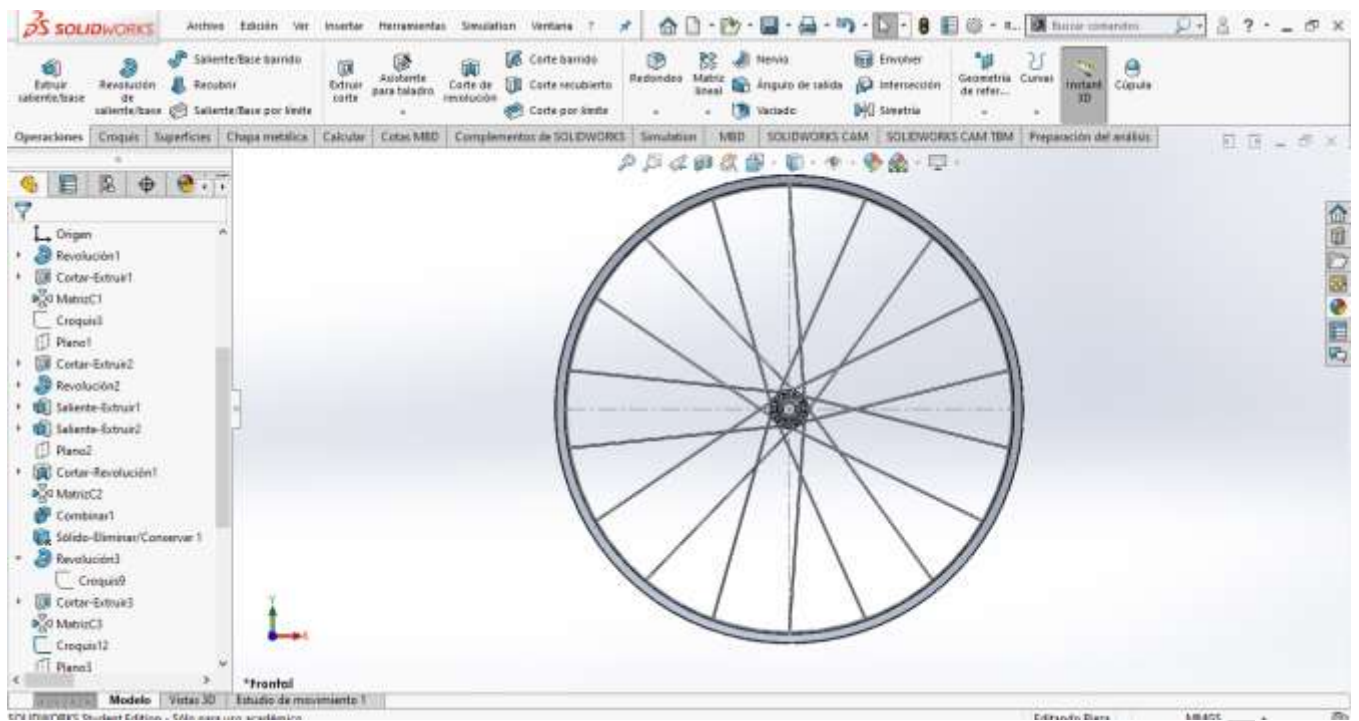 SOLIDWORKS
Archivo Edición Ver Insertar Herramientas Simulation Ventana ?
Buscar comandos
Extruir saliente/base
Revolución de saliente/base
Saliente/Base barrido
Recubrir
Saliente/Base por límite
Extruir corte
Asistente para taladro
Corte de revolución
Corte barrido
Corte recubierto
Corte por límite
Redondeo
Matriz lineal
Nervio
Ángulo de salida
Vaciado
Envolver
Intersección
Simetría
Geometría de refer...
Curvas
Instant 3D
Cúpula
Operaciones Croquis Superficies Chapa metálica Calcular Cotas MBD Complementos de SOLIDWORKS Simulation MBD SOLIDWORKS CAM SOLIDWORKS CAM TBM Preparación del análisis
Origen
Revolución1
Cortar-Extruir1
MatrizC1
Croquis3
Plano1
Cortar-Extruir2
Revolución2
Saliente-Extruir1
Saliente-Extruir2
Plano2
Cortar-Revolución1
MatrizC2
Combinar1
Sólido-Eliminar/Conservar 1
Revolución3
Croquis9
Cortar-Extruir3
MatrizC3
Croquis12
Plano3
Y
X
*Frontal
Modelo Vistas 3D Estudio de movimiento 1
SOLIDWORKS Student Edition - Sólo para uso académico.
Editando Pieza
MMGS